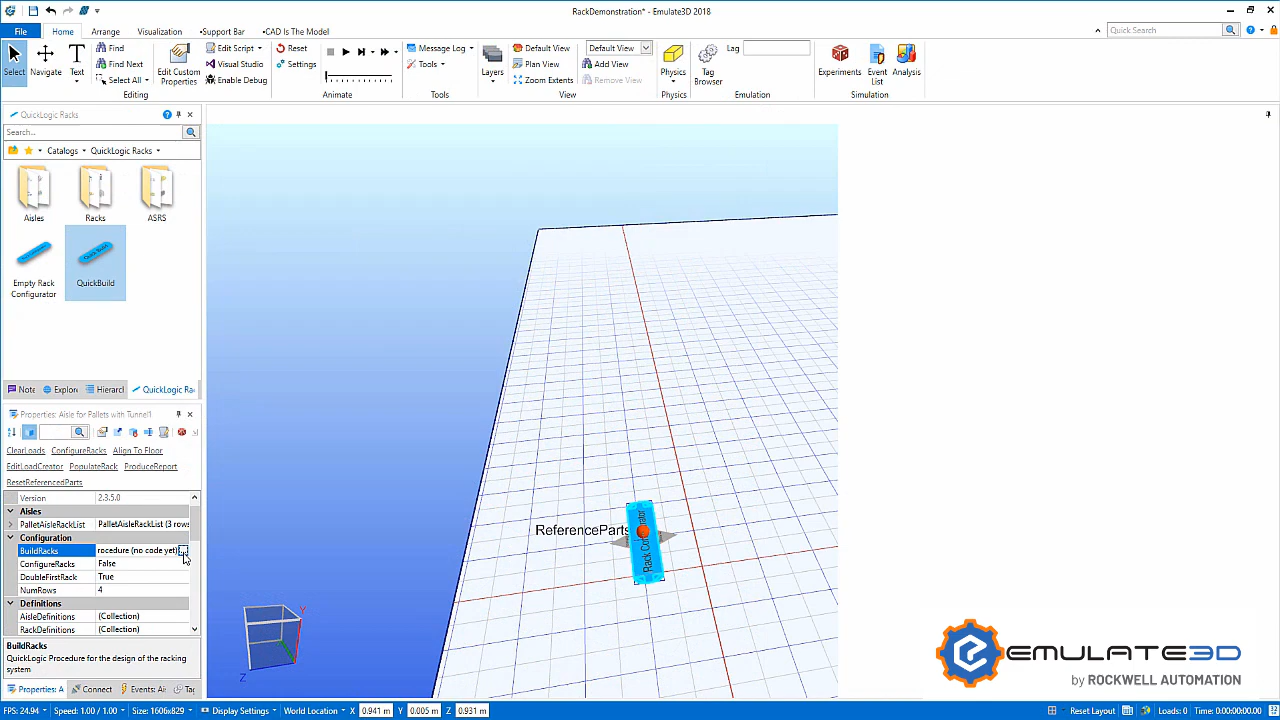 RackDemonstration* - Emulate3D 2018
File
Home
Arrange
Visualization
•Support Bar
•CAD Is The Model
Quick Search
Select
Navigate
Text
Find
Select All
Editing
Edit Custom Properties
Edit Script
Visual Studio
Enable Debug
Reset
Settings
Animate
Message Log
Tools
Tools
Layers
Default View
Plan View
Zoom Extents
Default View
Add View
Remove View
View
Physics
Physics
Tag Browser
Lag
Emulation
Experiments
Event List
Analysis
Simulation
QuickLogic Racks
Search...
Catalogs
QuickLogic Racks
Aisles
Racks
ASRS
Empty Rack Configurator
QuickBuild
Note
Explor
Hierarch
QuickLogic Ra
Properties: Aisle for Pallets with Tunnel1
ClearLoads ConfigureRacks Align To Floor
EditLoadCreator PopulateRack ProduceReport
ResetReferencedParts
Version 2.3.5.0
Aisles
PalletAisleRackList PalletAisleRackList (3 rows
Configuration
BuildRacks rocedure (no code yet)
ConfigureRacks False
DoubleFirstRack True
NumRows 4
Definitions
AisleDefinitions (Collection)
RackDefinitions (Collection)
BuildRacks
QuickLogic Procedure for the design of the racking
system
Properties: A
Connect
Events: Ai
Ta
ReferenceParts
X
Y
Z
EMULATE3D
by ROCKWELL AUTOMATION
FPS: 24.94
Speed: 1.00 / 1.00
Size: 1606x829
Display Settings
World Location
X 0.941 m Y 0.005 m Z 0.931 m
Reset Layout
Loads: 0
Time: 0:00:00:00.00